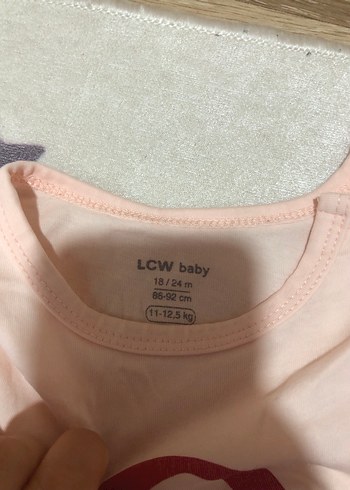 LCW baby
18 / 24 m
86-92 cm
11-12,5 kg